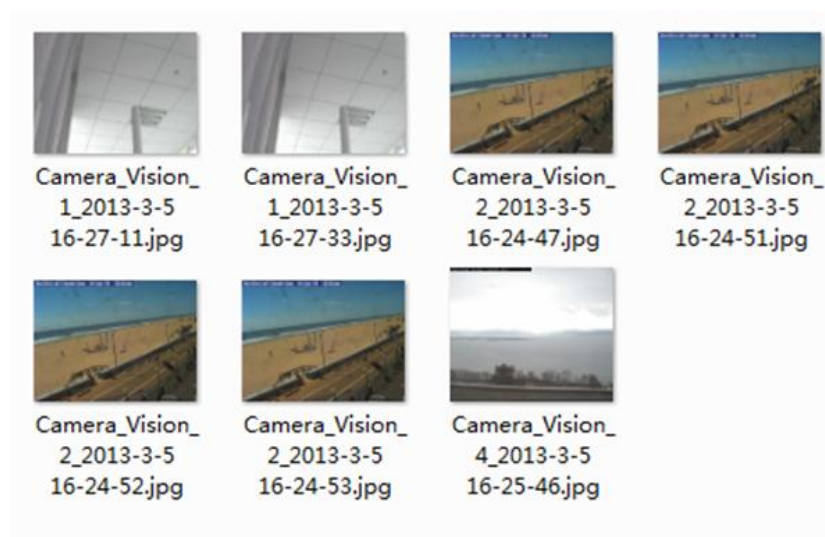 Camera_Vision_
1_2013-3-5
16-27-11.jpg
Camera_Vision_
1_2013-3-5
16-27-33.jpg
Camera_Vision_
2_2013-3-5
16-24-47.jpg
Camera_Vision_
2_2013-3-5
16-24-51.jpg
Camera_Vision_
2_2013-3-5
16-24-52.jpg
Camera_Vision_
2_2013-3-5
16-24-53.jpg
Camera_Vision_
4_2013-3-5
16-25-46.jpg